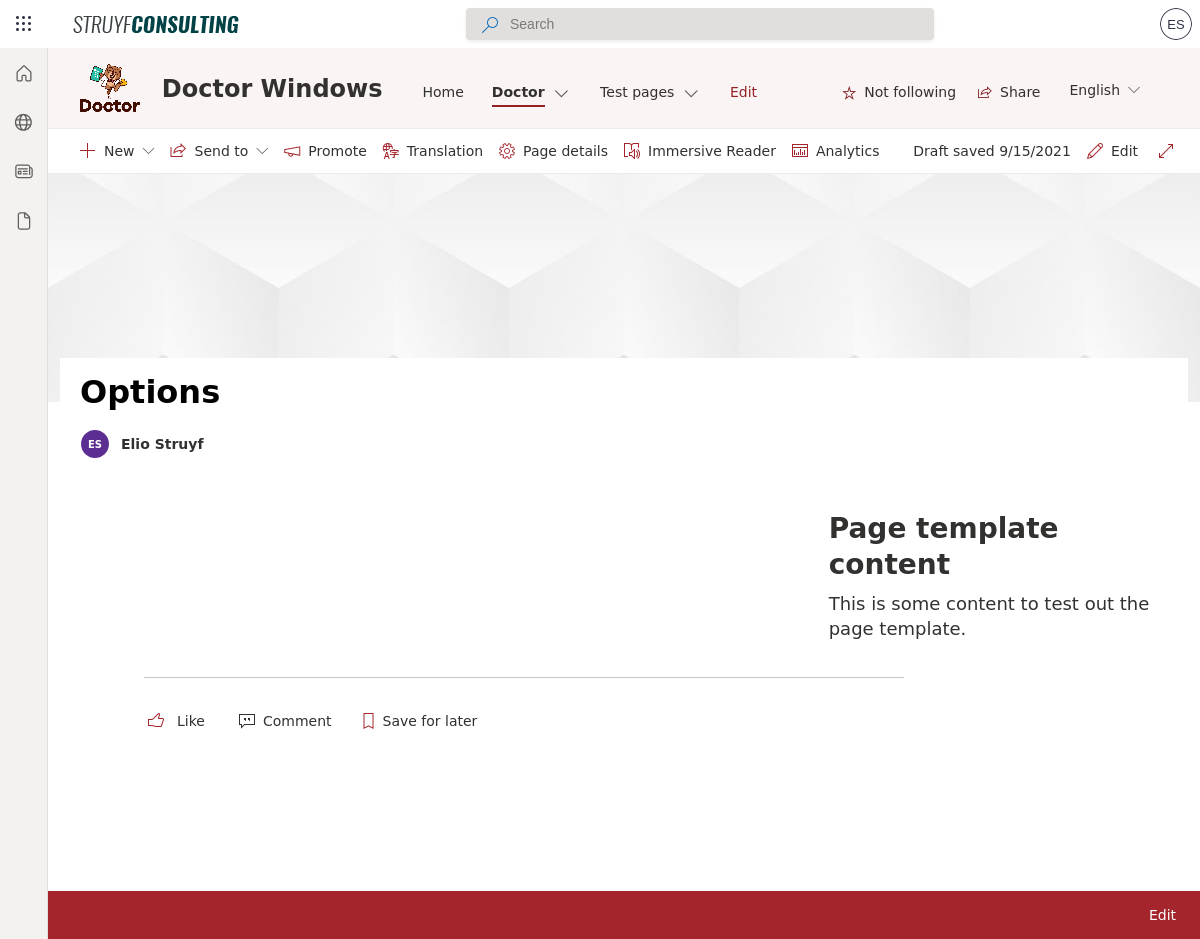 STRUYFCONSULTING
Search
ES
Doctor
Doctor Windows
Home
Doctor
Test pages
Edit
Not following
Share
English
New
Send to
Promote
Translation
Page details
Immersive Reader
Analytics
Draft saved 9/15/2021
Edit
Options
ES
Elio Struyf
Page template
content
This is some content to test out the
page template.
Like
Comment
Save for later
Edit